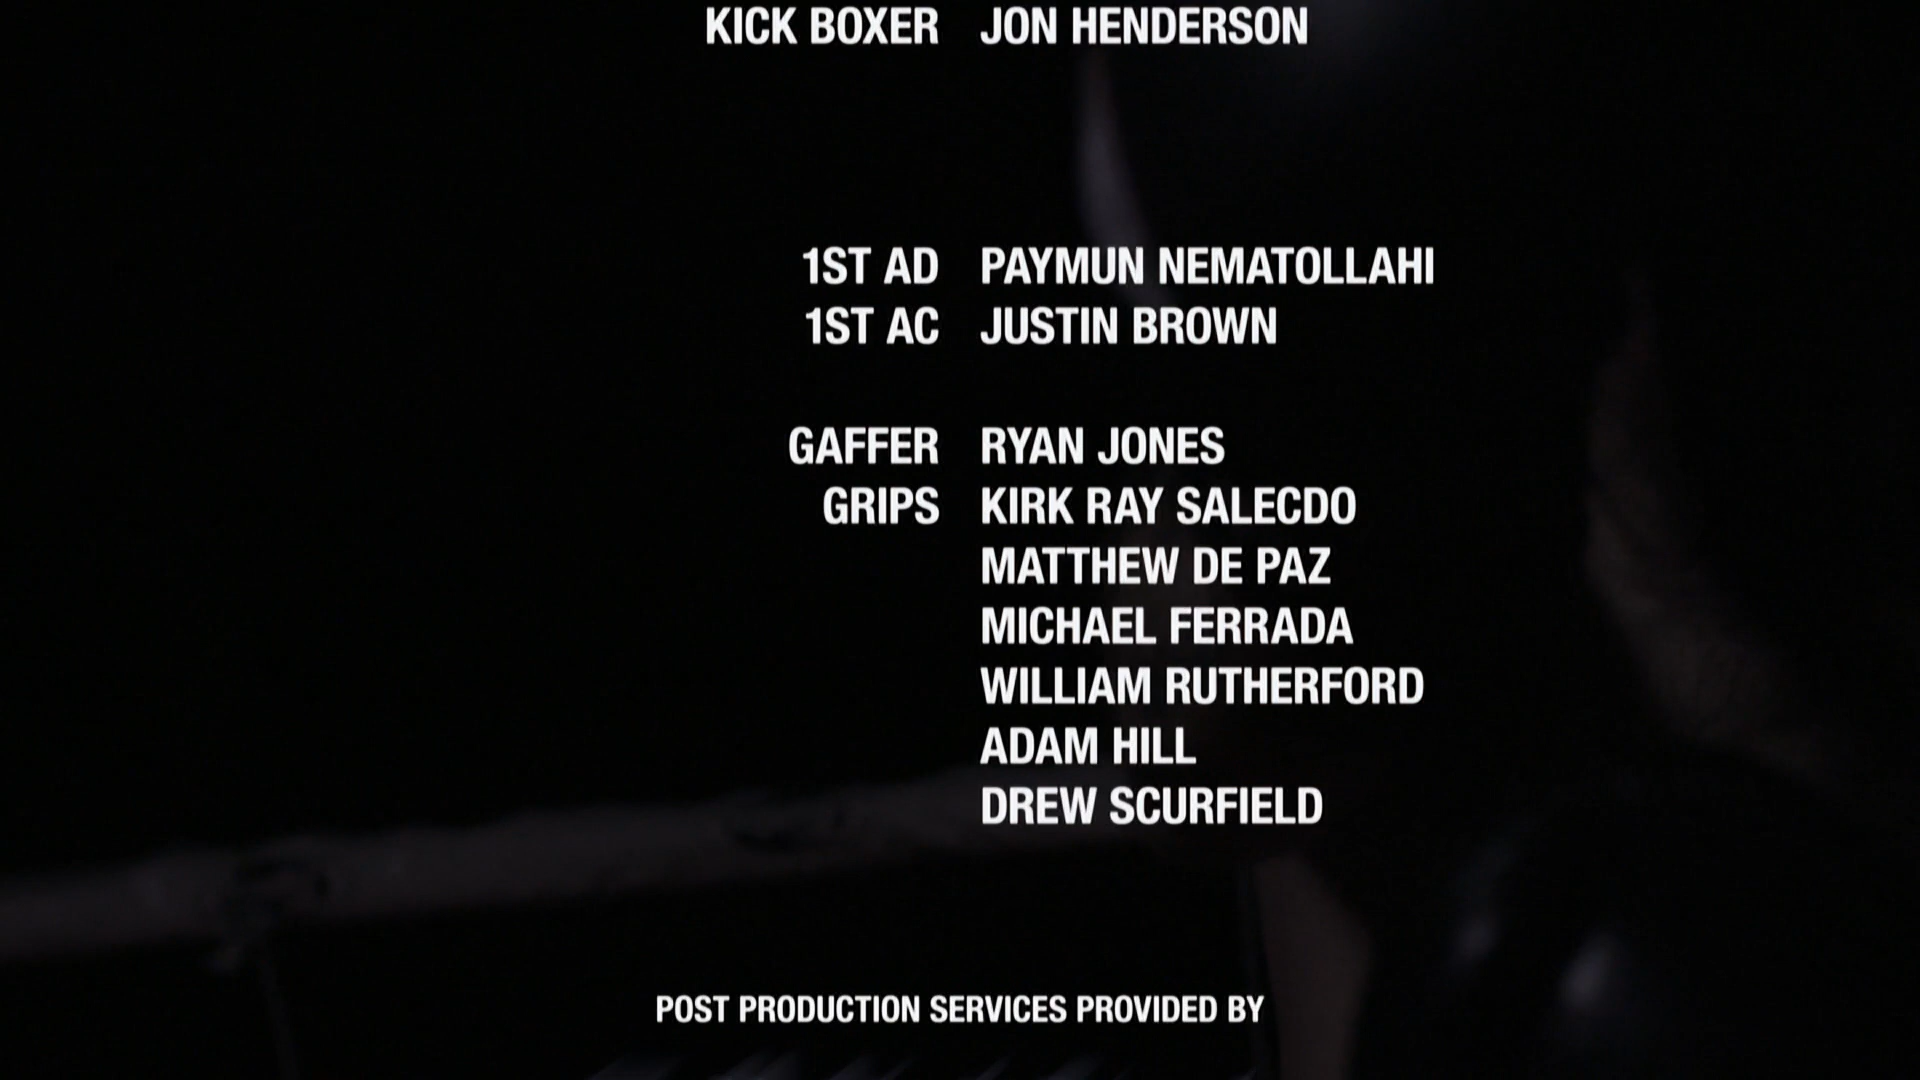 KICK BOXER JON HENDERSON
1ST AD PAYMUN NEMATOLLAHI
1ST AC JUSTIN BROWN
GAFFER RYAN JONES
GRIPS KIRK RAY SALECDO
MATTHEW DE PAZ
MICHAEL FERRADA
WILLIAM RUTHERFORD
ADAM HILL
DREW SCURFIELD
POST PRODUCTION SERVICES PROVIDED BY